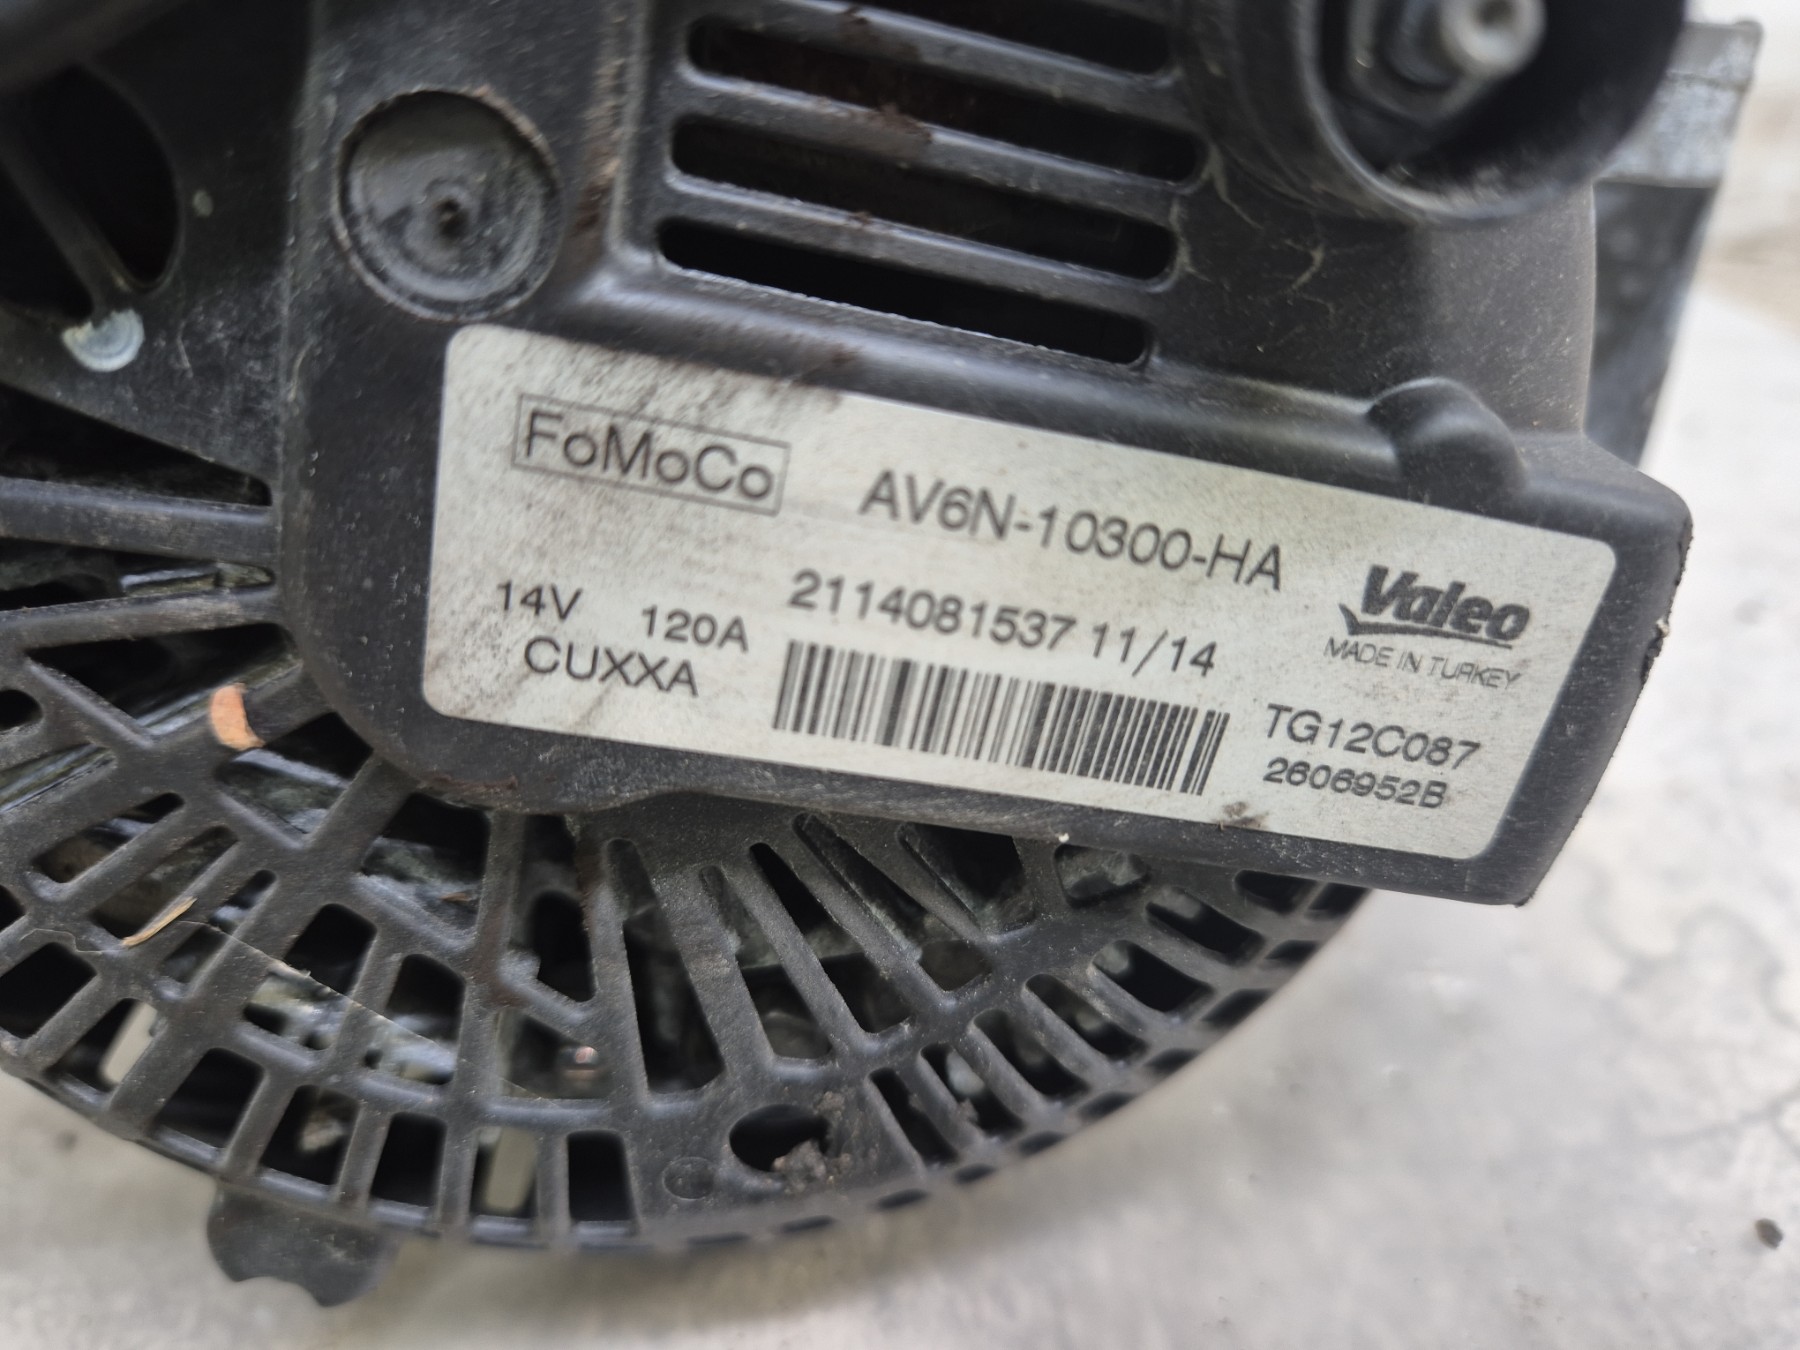 FoMoCo
AV6N-10300-HA
14V 120A
2114081537 11/14
CUXXA
Valeo
MADE IN TURKEY
TG12C087
2606952B